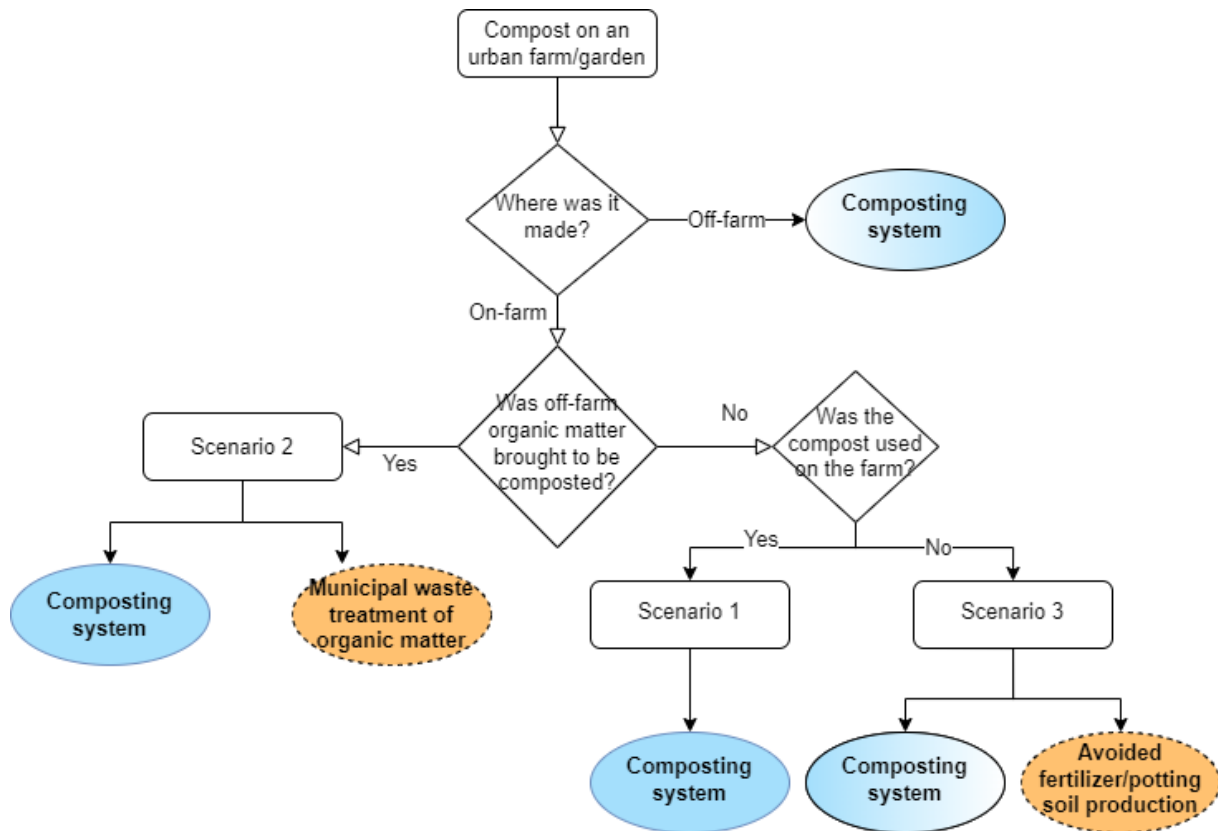 Compost on an
urban farm/garden
Where was it
made?
Off-farm
Composting
system
On-farm
Was off-farm
organic matter
brought to be
composted?
No
Was the
compost used
on the farm?
Scenario 2
Yes
Composting
system
Municipal waste
treatment of
organic matter
Yes
No
Scenario 1
Scenario 3
Composting
system
Composting
system
Avoided
fertilizer/potting
soil production